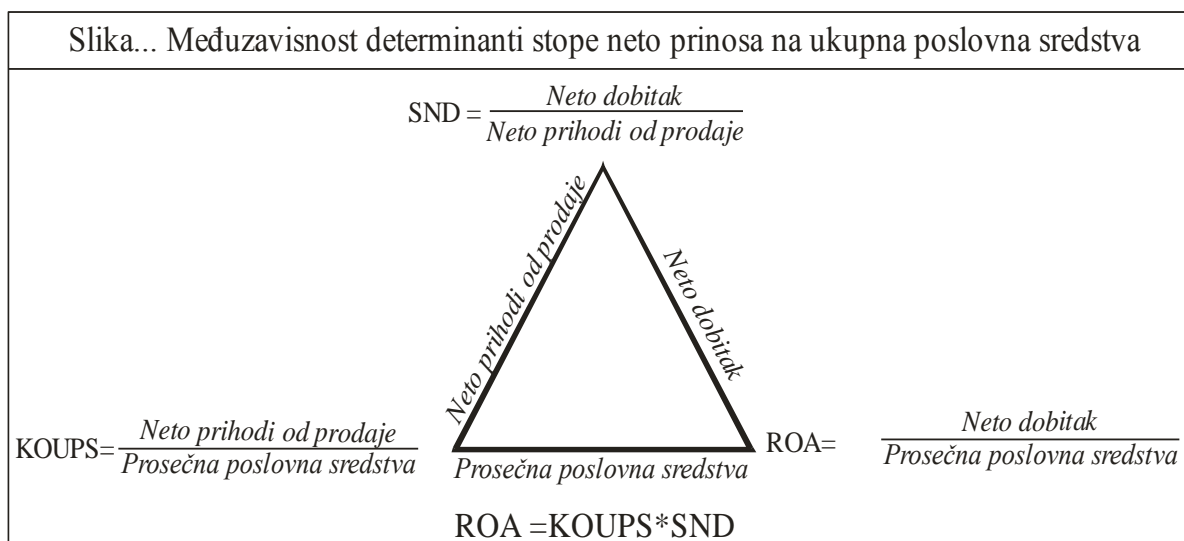 Slika... Međuzavisnost determinanti stope neto prinosa na ukupna poslovna sredstva
SND = Neto dobitak
Neto prihodi od prodaje
Neto prihodi od prodaje
Neto dobitak
KOUPS= Neto prihodi od prodaje
Prosečna poslovna sredstva
Prosečna poslovna sredstva
ROA= Neto dobitak
Prosečna poslovna sredstva
ROA =KOUPS*SND